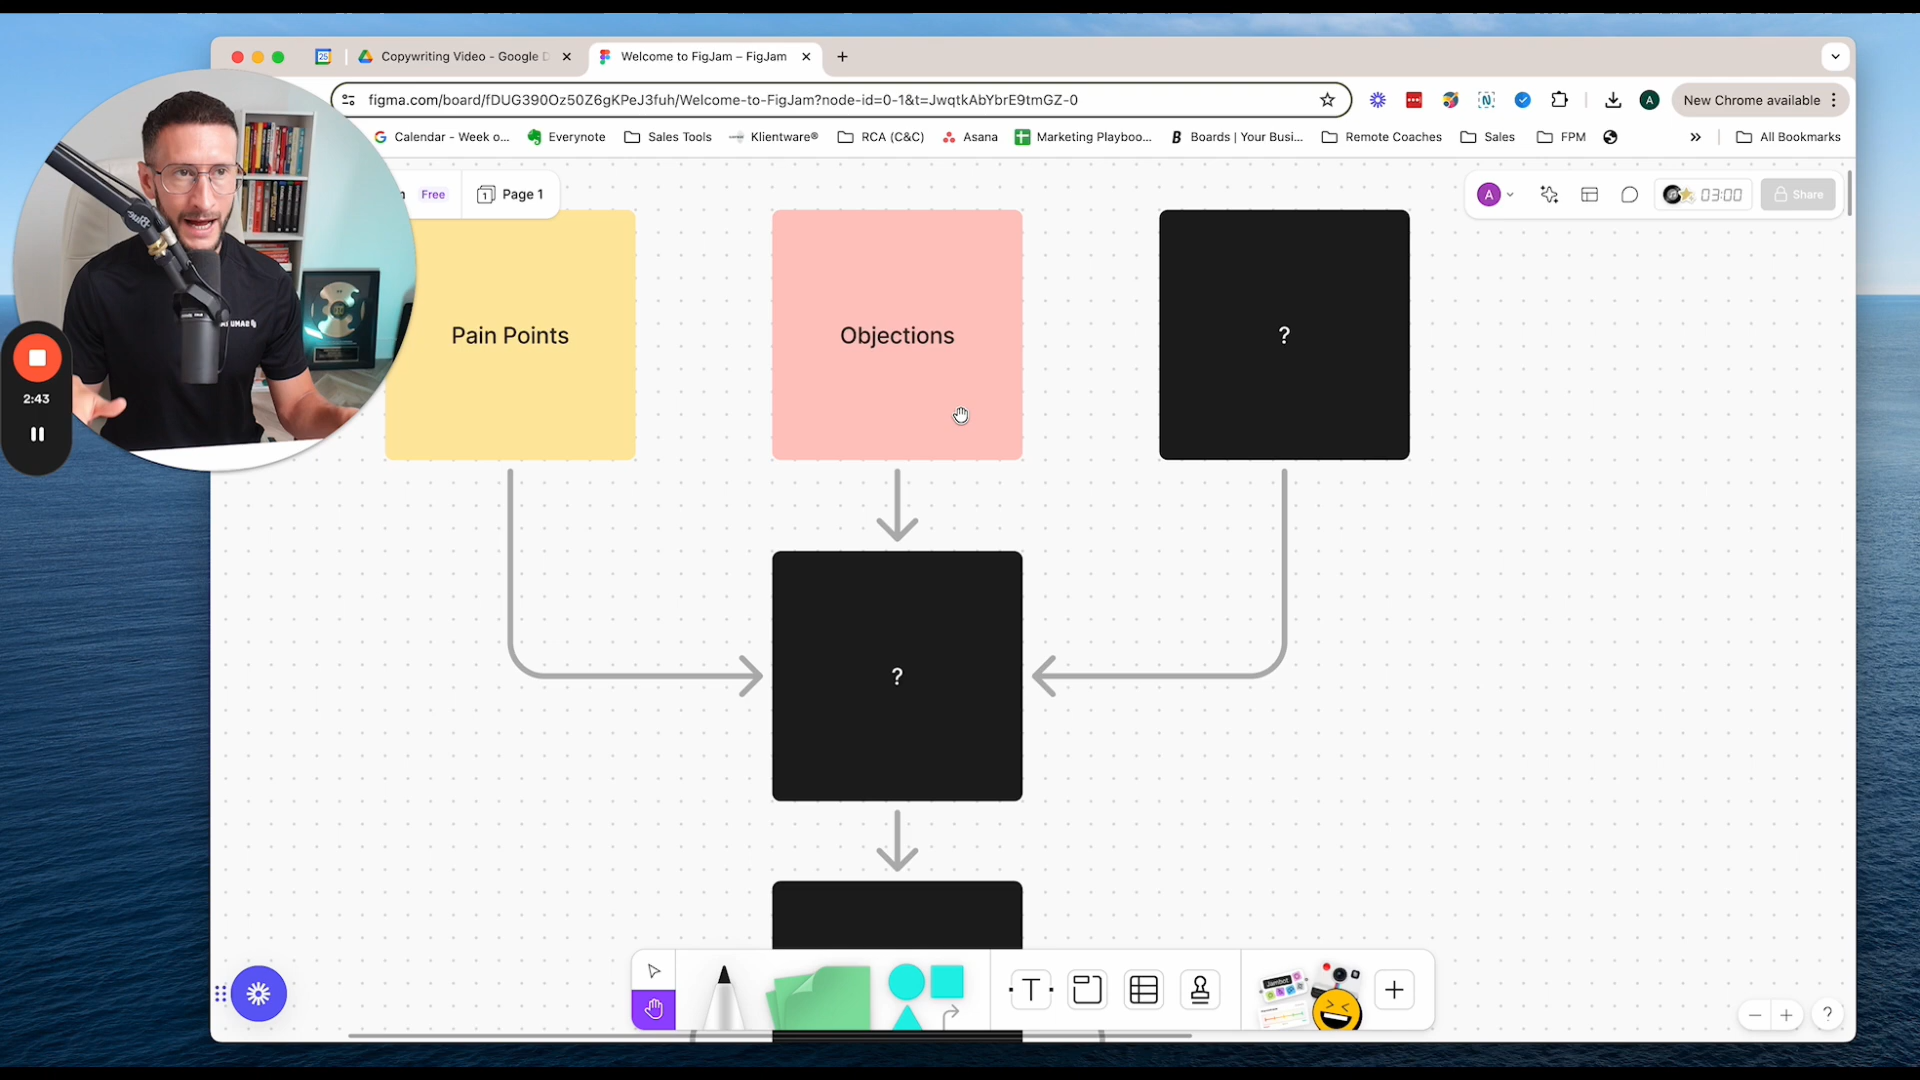 25
Copywriting Video - Google D
Welcome to FigJam – FigJam
figma.com/board/fDUG390Oz50Z6gKPeJ3fuh/Welcome-to-FigJam?node-id=0-1&t=JwqtkAbYbrE9tmGZ-0
A
New Chrome available
Calendar - Week o...
Everynote
Sales Tools
Klientware®
RCA (C&C)
Asana
Marketing Playboo...
B
Boards | Your Busi...
Remote Coaches
Sales
FPM
»
All Bookmarks
n
Free
1
Page 1
A
03:00
Share
Pain Points
Objections
?
2:43
?
T
?